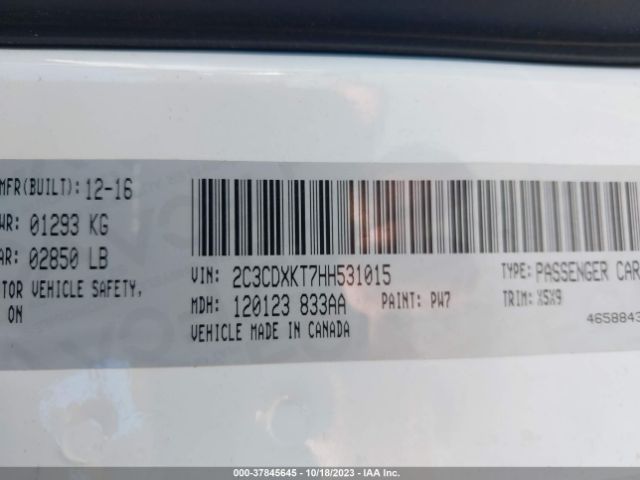 MFR(BUILT): 12-16
WR: 01293 KG
AR: 02850 LB
TOR VEHICLE SAFETY,
ON
VIN: 2C3CDXKT7HH531015
TYPE: PASSENGER CAR
MDH: 120123 833AA
PAINT: PW7
TRIM: X5X9
VEHICLE MADE IN CANADA
4658843
© - 37845645 | 10/18/2023 - © IAA Inc.